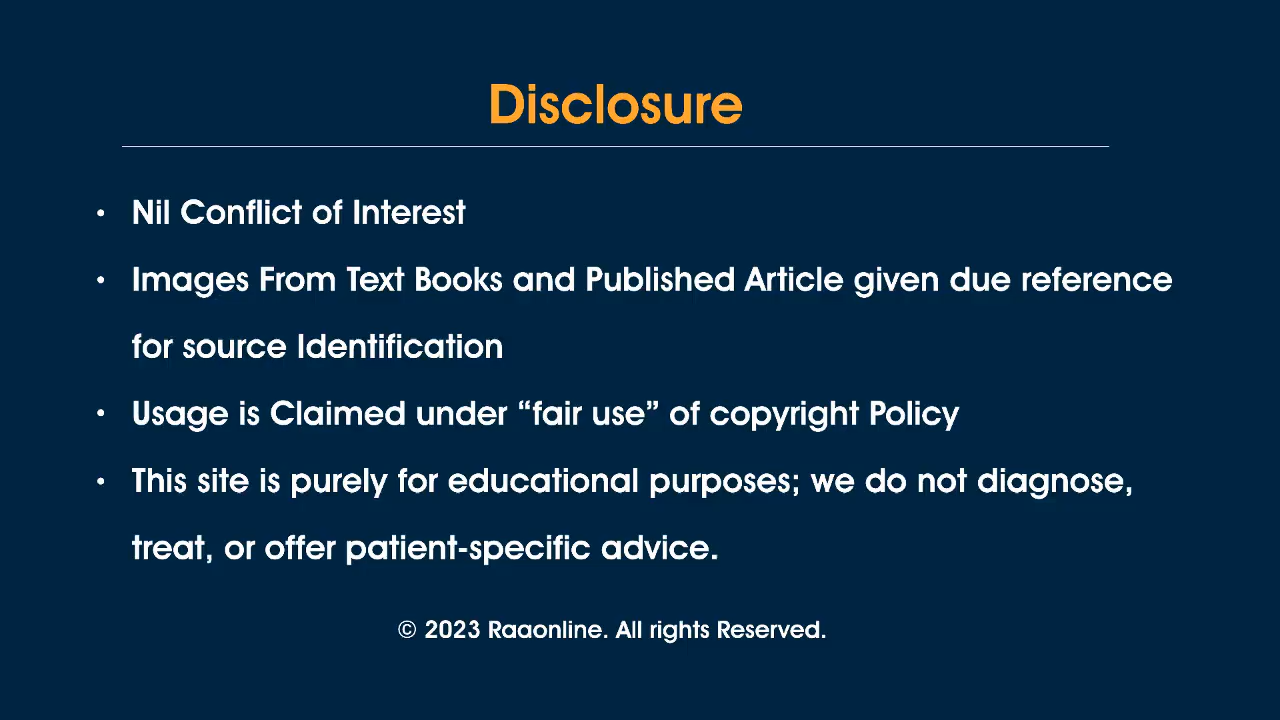 Disclosure
• Nil Conflict of Interest
• Images From Text Books and Published Article given due reference
for source Identification
• Usage is Claimed under “fair use” of copyright Policy
• This site is purely for educational purposes; we do not diagnose,
treat, or offer patient-specific advice.
© 2023 Raaonline. All rights Reserved.